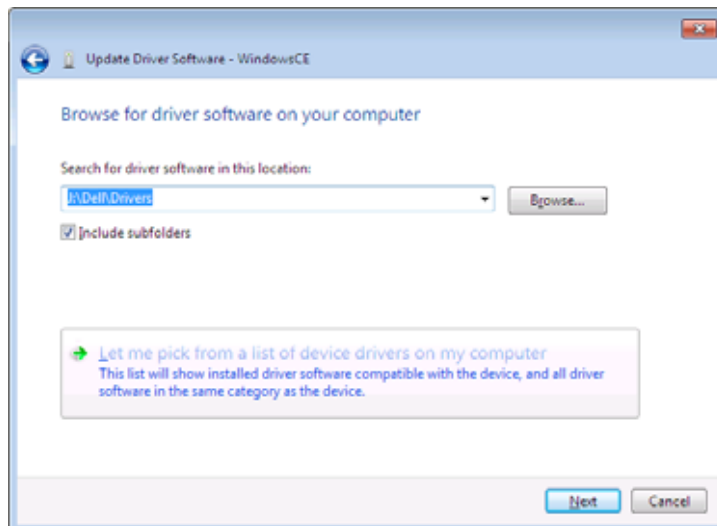 Update Driver Software - WindowsCE
Browse for driver software on your computer
Search for driver software in this location:
J:\Dell\Drivers
Browse...
Include subfolders
Let me pick from a list of device drivers on my computer
This list will show installed driver software compatible with the device, and all driver
software in the same category as the device.
Next
Cancel